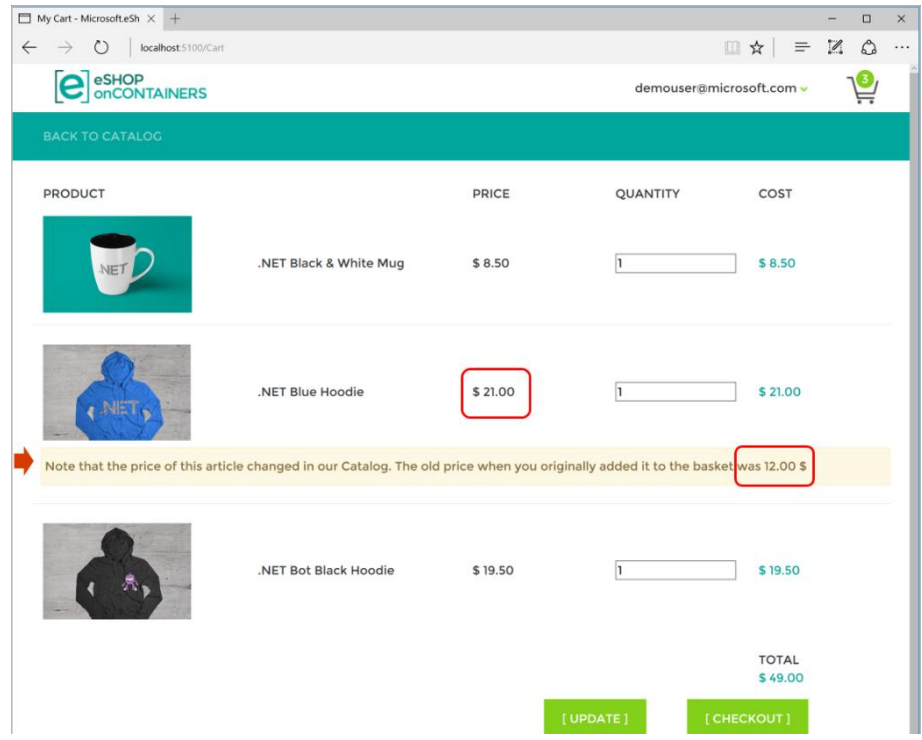 My Cart - Microsoft.eSh
localhost:5100/Cart
eSHOP
onCONTAINERS
demouser@microsoft.com
3
BACK TO CATALOG
PRODUCT PRICE QUANTITY COST
.NET
.NET Black & White Mug $ 8.50 1 $ 8.50
.NET
.NET Blue Hoodie $ 21.00 1 $ 21.00
Note that the price of this article changed in our Catalog. The old price when you originally added it to the basket was 12.00 $
.NET Bot Black Hoodie $ 19.50 1 $ 19.50
TOTAL
$ 49.00
[ UPDATE ] [ CHECKOUT ]